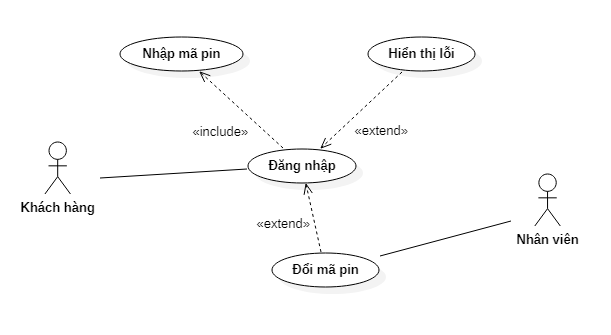 Nhập mã pin
Hiển thị lỗi
«include»
«extend»
Đăng nhập
Khách hàng
«extend»
Nhân viên
Đổi mã pin